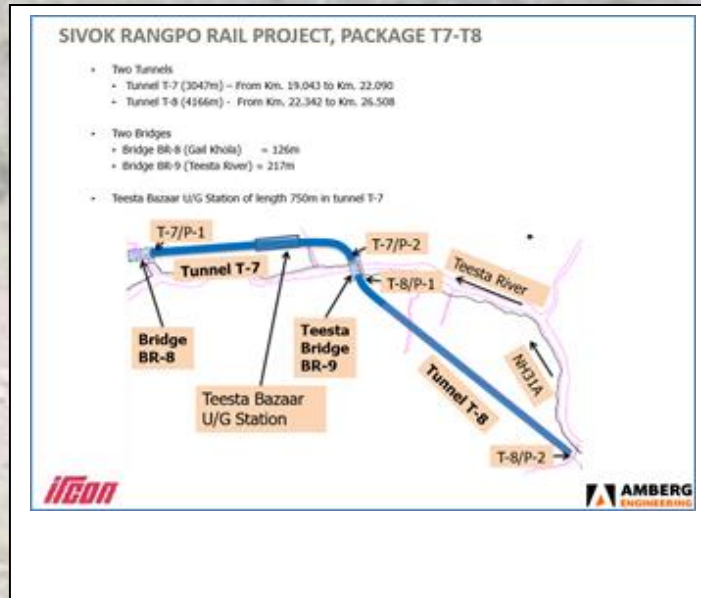 SIVOK RANGPO RAIL PROJECT, PACKAGE T7-T8
• Two Tunnels
• Tunnel T-7 (3047m) – From Km. 19.043 to Km. 22.090
• Tunnel T-8 (4166m) - From Km. 22.342 to Km. 26.508
• Two Bridges
• Bridge BR-8 (Gail Khola) = 126m
• Bridge BR-9 (Teesta River) = 217m
• Teesta Bazaar U/G Station of length 750m in tunnel T-7
T-7/P-1
T-7/P-2
Tunnel T-7
T-8/P-1
Teesta River
Bridge
BR-8
Teesta
Bridge
BR-9
NH31A
Teesta Bazaar
U/G Station
Tunnel T-8
T-8/P-2
ircon
AMBERG
ENGINEERING